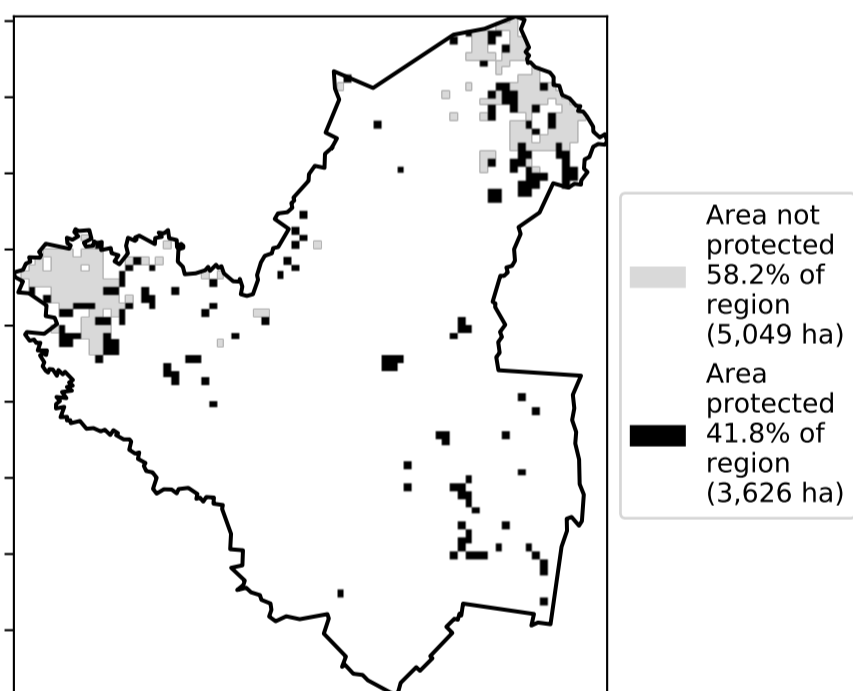 Area not
protected
58.2% of
region
(5,049 ha)
Area
protected
41.8% of
region
(3,626 ha)